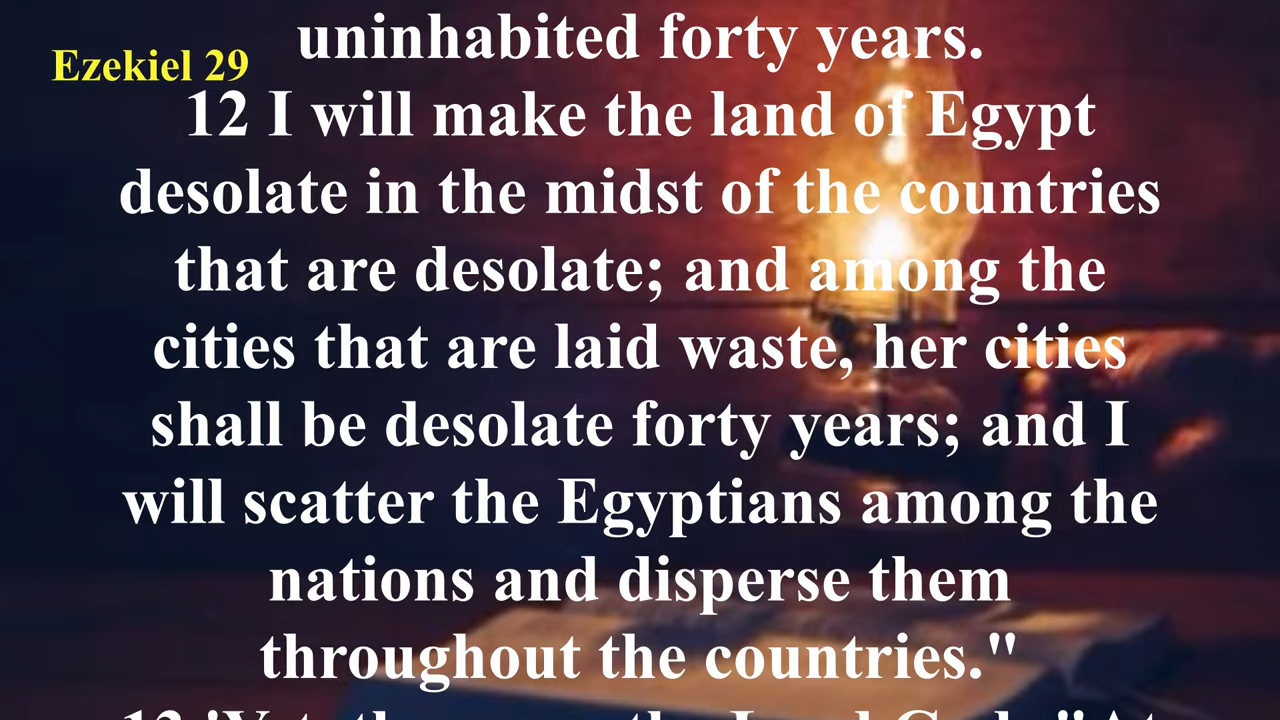 uninhabited forty years.
Ezekiel 29
12 I will make the land of Egypt
desolate in the midst of the countries
that are desolate; and among the
cities that are laid waste, her cities
shall be desolate forty years; and I
will scatter the Egyptians among the
nations and disperse them
throughout the countries."